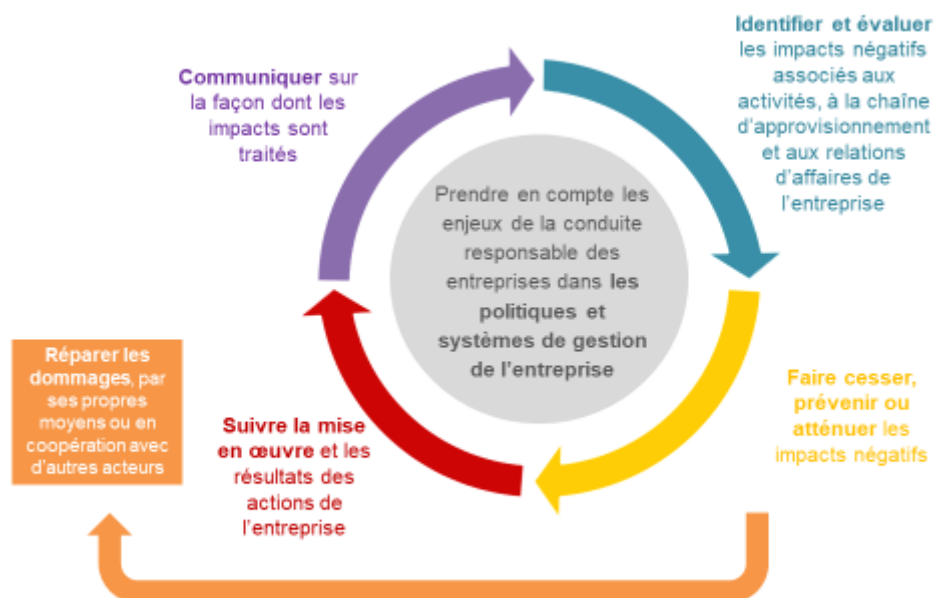 Identifier et évaluer
les impacts négatifs
associés aux
activités, à la chaîne
d'approvisionnement
et aux relations
d'affaires de
l'entreprise
Communiquer sur
la façon dont les
impacts sont
traités
Prendre en compte les
enjeux de la conduite
responsable des
entreprises dans les
politiques et
systèmes de gestion
de l'entreprise
Faire cesser,
prévenir ou
atténuer les
impacts négatifs
Suivre la mise
en œuvre et les
résultats des
actions de
l'entreprise
Réparer les
dommages, par
ses propres
moyens ou en
coopération avec
d'autres acteurs